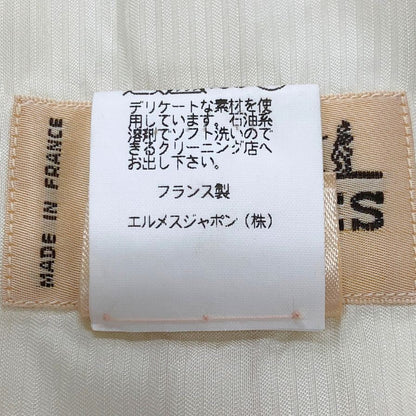 デリケートな素材を使
用しています。石油系
溶剤でソフト洗いので
きるクリーニング店へ
お出し下さい。
フランス製
エルメスジャポン(株)
MADE IN FRANCE
ES